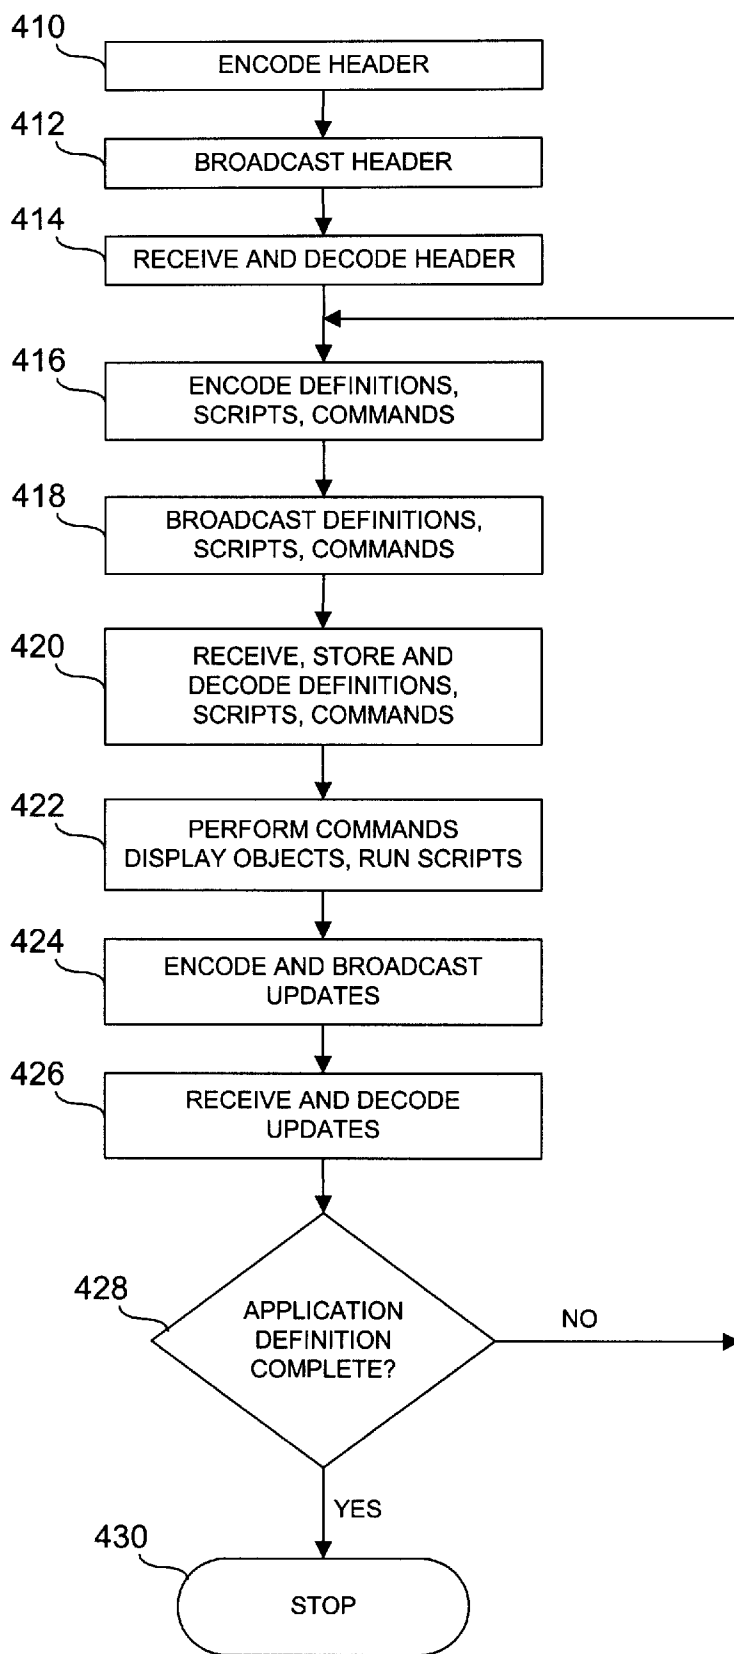 410
ENCODE HEADER
412
BROADCAST HEADER
414
RECEIVE AND DECODE HEADER
416
ENCODE DEFINITIONS,
SCRIPTS, COMMANDS
418
BROADCAST DEFINITIONS,
SCRIPTS, COMMANDS
420
RECEIVE, STORE AND
DECODE DEFINITIONS,
SCRIPTS, COMMANDS
422
PERFORM COMMANDS
DISPLAY OBJECTS, RUN SCRIPTS
424
ENCODE AND BROADCAST
UPDATES
426
RECEIVE AND DECODE
UPDATES
428
APPLICATION
DEFINITION
COMPLETE?
NO
YES
430
STOP